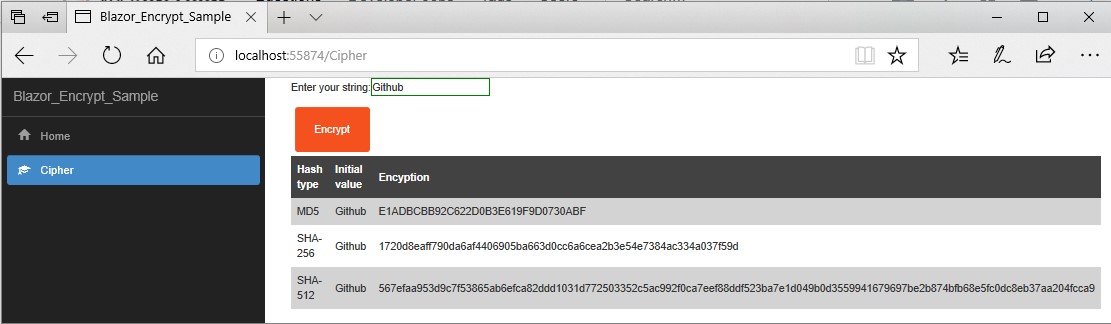 Blazor_Encrypt_Sample
localhost:55874/Cipher
Blazor_Encrypt_Sample
Home
Cipher
Enter your string: Github
Encrypt
Hash type Initial value Encyption
MD5 Github E1ADBCBB92C622D0B3E619F9D0730ABF
SHA-256 Github 1720d8eaff790da6af4406905ba663d0cc6a6cea2b3e54e7384ac334a037f59d
SHA-512 Github 567efaa953d9c7f53865ab6efca82ddd1031d772503352c5ac992f0ca7eef88ddf523ba7e1d049b0d3559941679697be2b874bfb68e5fc0dc8eb37aa204fcca9